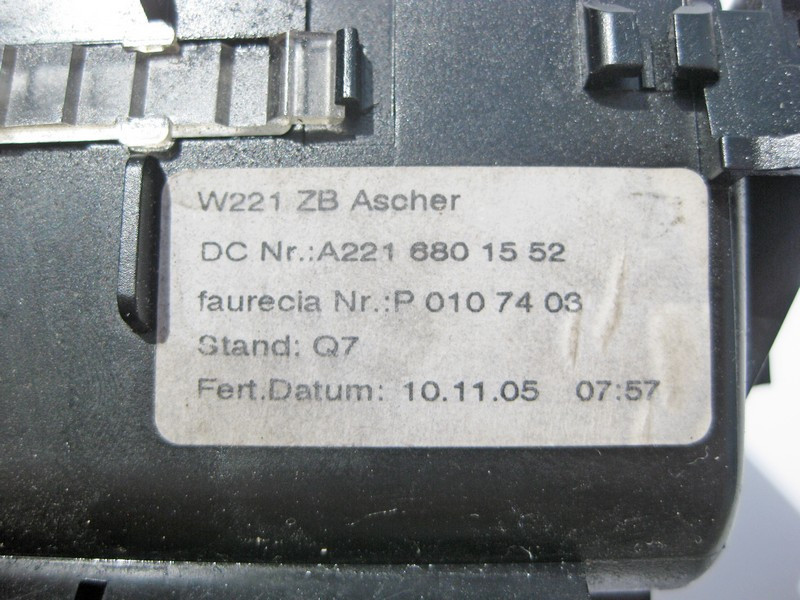 W221 ZB Ascher
DC Nr.:A221 680 15 52
faurecia Nr.:P 010 74 03
Stand: Q7
Fert.Datum: 10.11.05 07:57